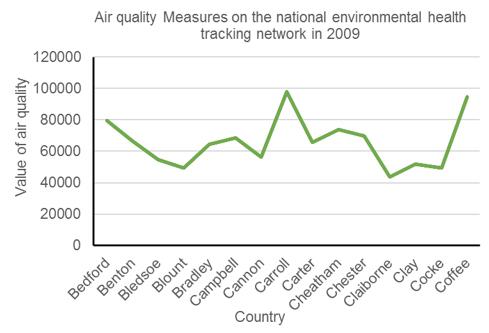 Air quality Measures on the national environmental health
tracking network in 2009
Value of air quality
120000
100000
80000
60000
40000
20000
0
Bedford
Benton
Bledsoe
Blount
Bradley
Campbell
Cannon
Carroll
Carter
Cheatham
Chester
Claiborne
Clay
Cocke
Coffee
Country